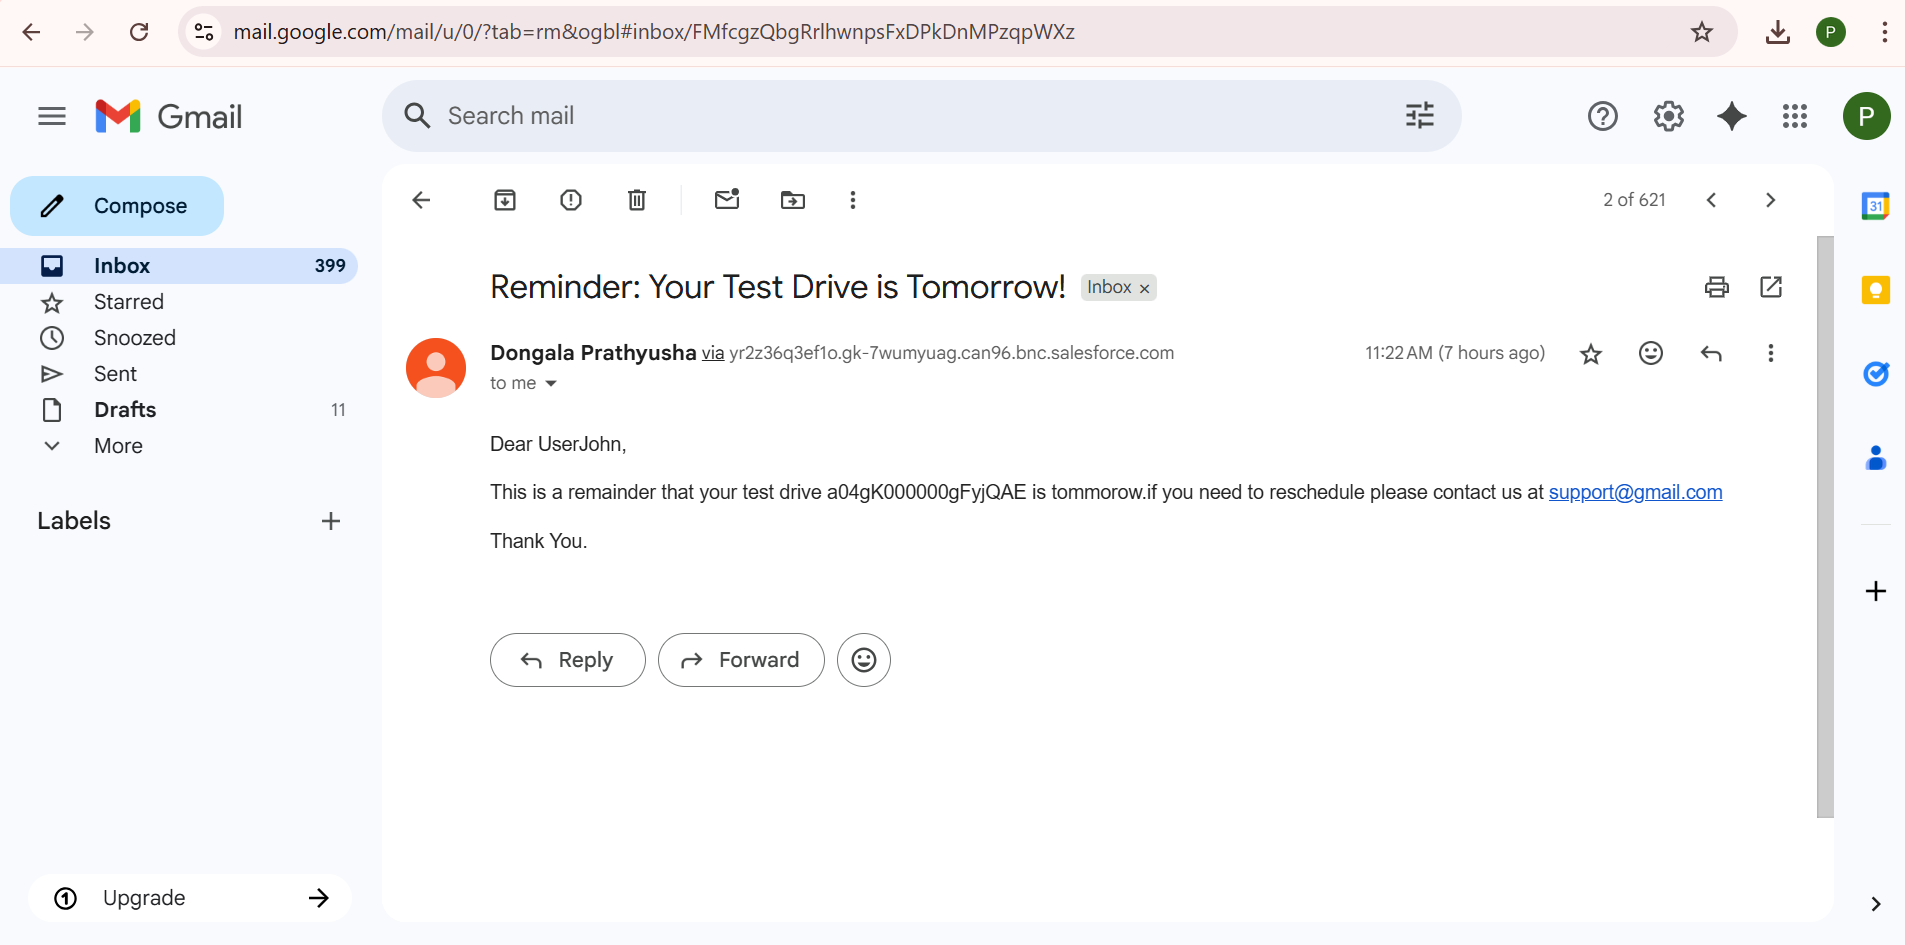 mail.google.com/mail/u/0/?tab=rm&ogbl#inbox/FMfcgzQbgRrlhwnpsFxDPkDnMPzqpWXz
P
Gmail
Search mail
P
Compose
2 of 621
31
Inbox 399
Starred
Snoozed
Sent
Drafts 11
More
Labels
Upgrade
Reminder: Your Test Drive is Tomorrow! Inbox ×
Dongala Prathyusha via yr2z36q3ef1o.gk-7wumyuag.can96.bnc.salesforce.com 11:22 AM (7 hours ago)
to me
Dear UserJohn,
This is a remainder that your test drive a04gK000000gFyjQAE is tommorow.if you need to reschedule please contact us at support@gmail.com
Thank You.
Reply Forward